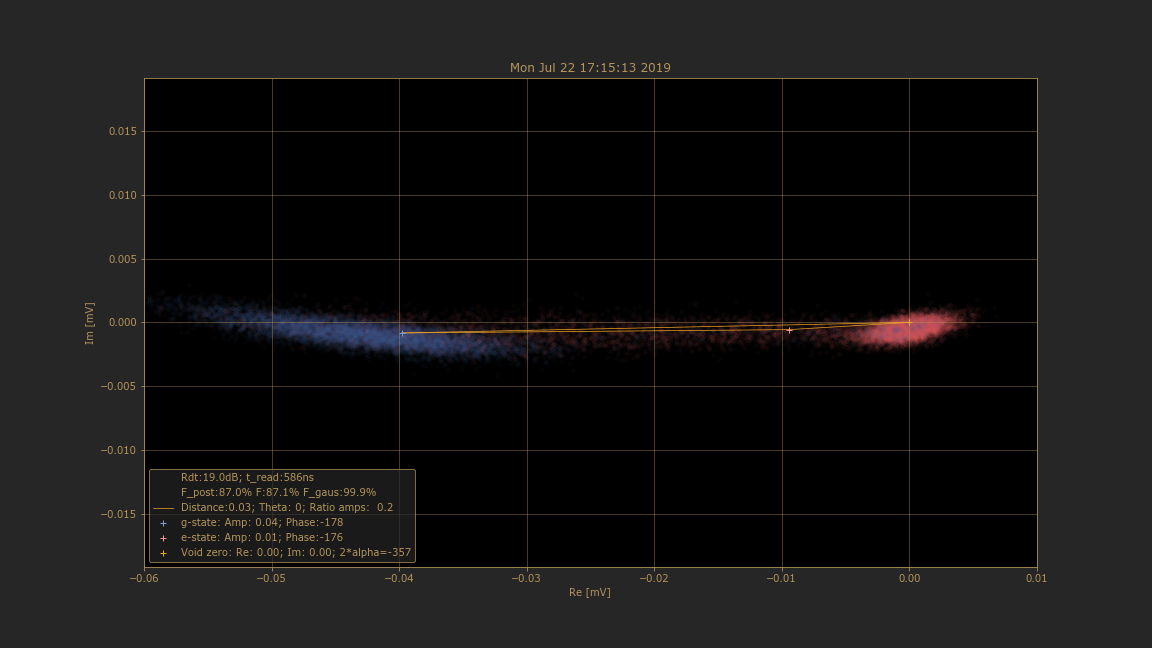 Mon Jul 22 17:15:13 2019
0.015
0.010
0.005
0.000
−0.005
−0.010
−0.015
Im [mV]
Rdt:19.0dB; t_read:586ns
F_post:87.0% F:87.1% F_gaus:99.9%
Distance:0.03; Theta: 0; Ratio amps:  0.2
g-state: Amp: 0.04; Phase:-178
e-state: Amp: 0.01; Phase:-176
Void zero: Re: 0.00; Im: 0.00; 2*alpha=-357
−0.06 −0.05 −0.04 −0.03 −0.02 −0.01 0.00 0.01
Re [mV]